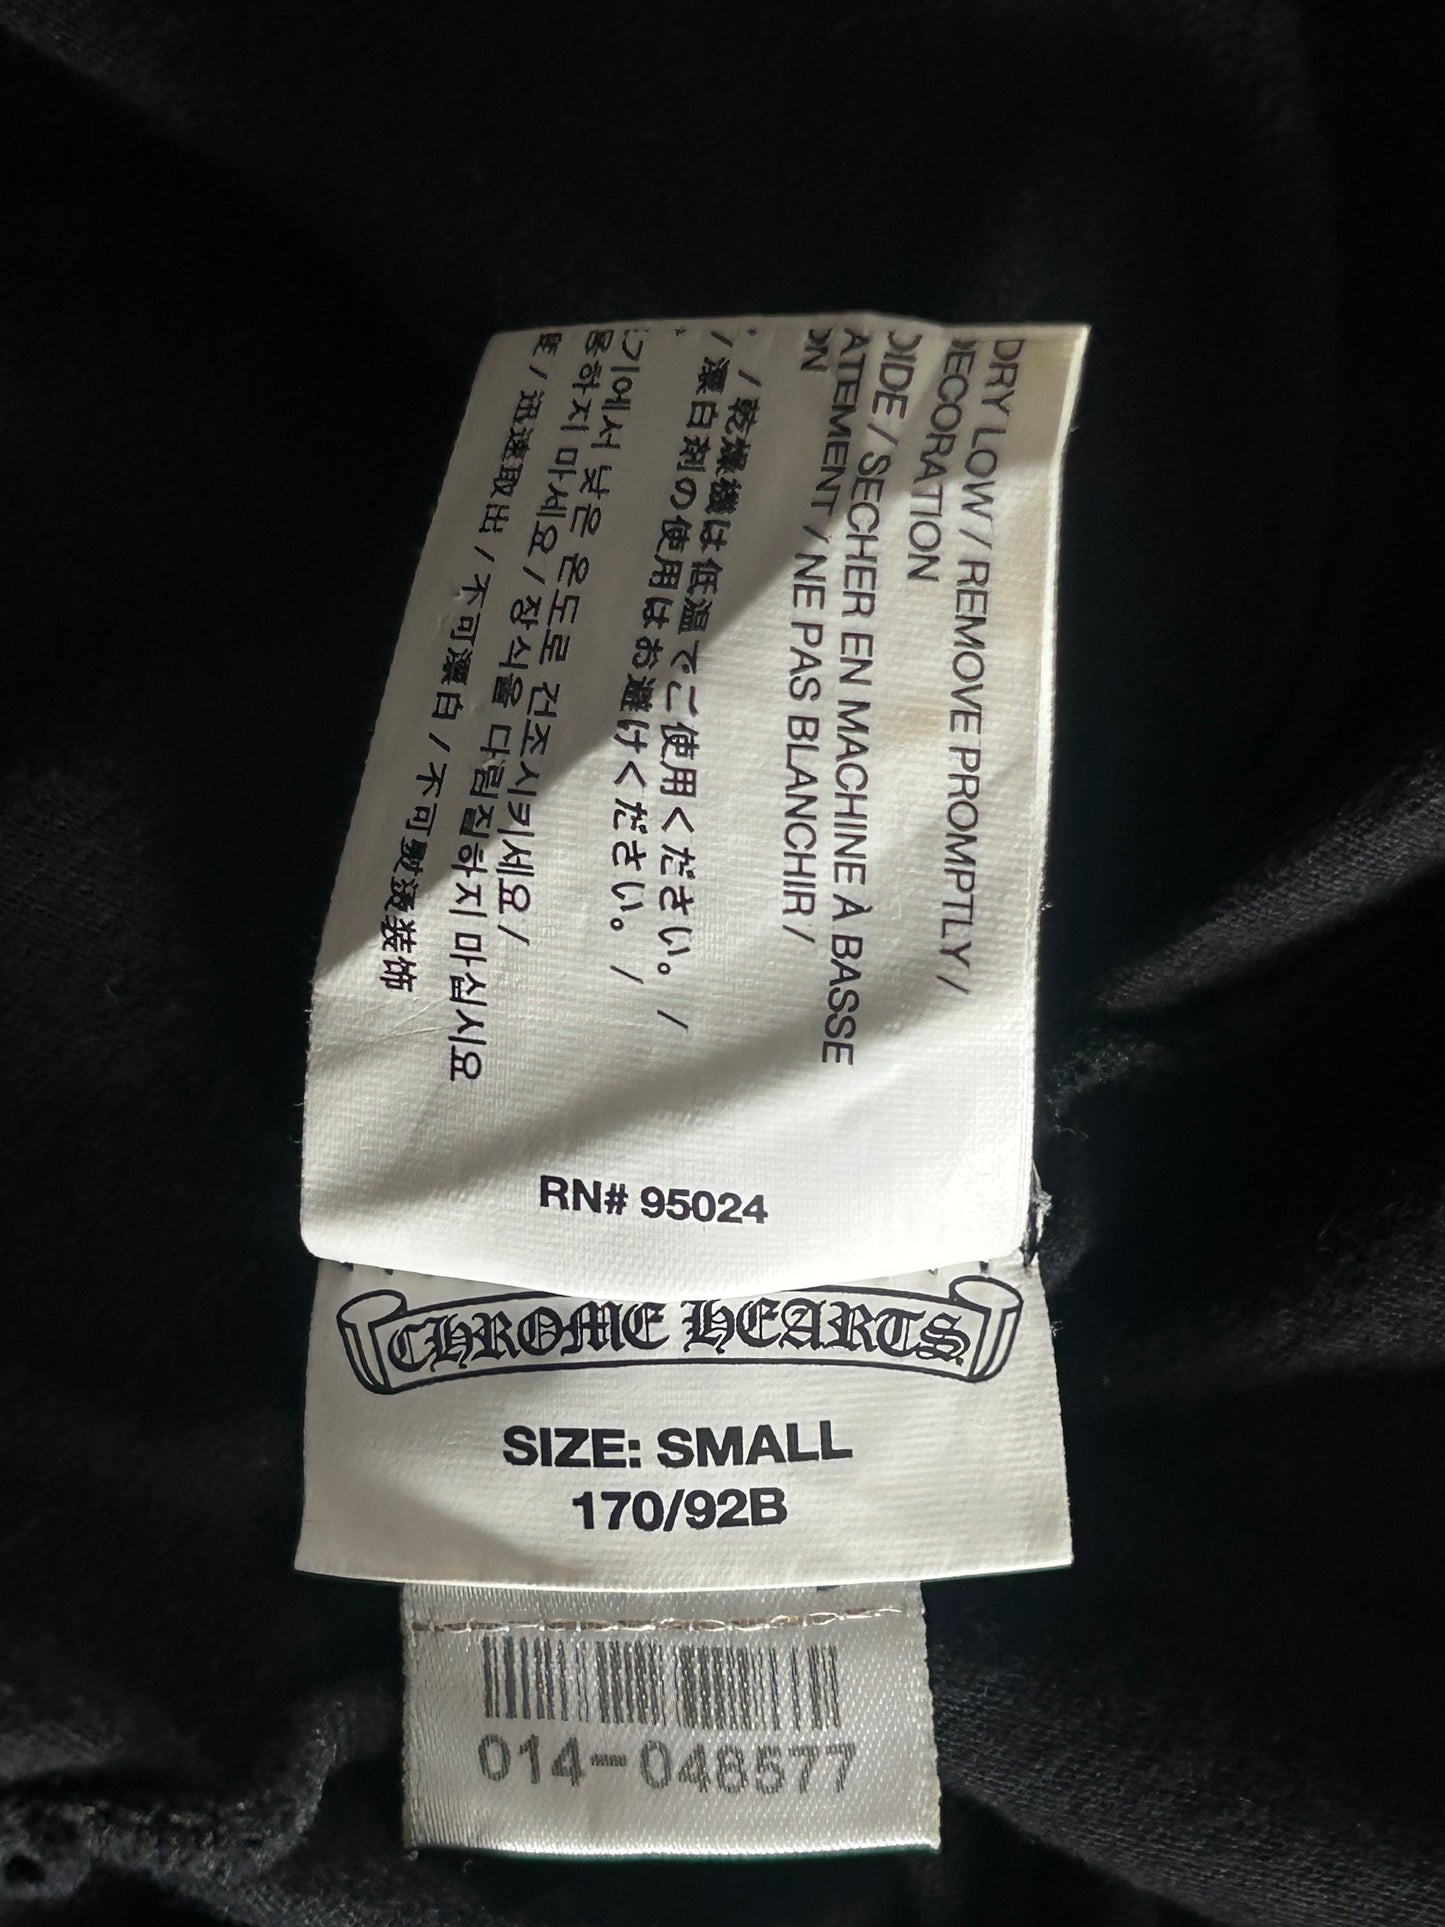 DRY LOW / REMOVE PROMPTLY /
DECORATION
SECHER EN MACHINE À BASSE
NE PAS BLANCHIR /
/ 乾燥機は低温でご使用ください。 /
/ 漂白剤の使用はお避けください。 /
기에서 낮은 온도로 건조시키세요 /
용하지 마세요 / 장식을 다림질하지 마십시요
/ 迅速取出 / 不可漂白 / 不可熨烫装饰
RN# 95024
CHROME HEARTS
SIZE: SMALL
170/92B
014-048577